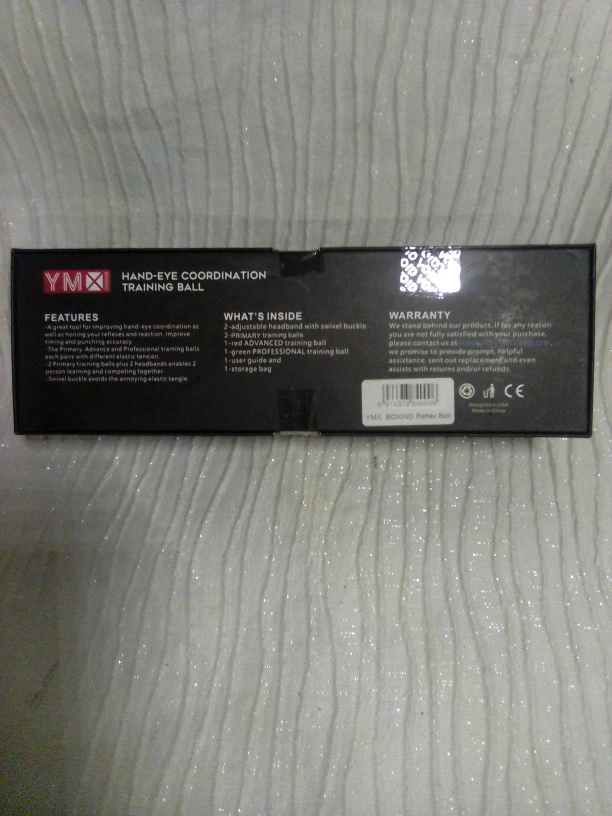 YMX
HAND-EYE COORDINATION
TRAINING BALL
FEATURES
-A great tool for improving hand-eye coordination as
well as honing your reflexes and reaction. Improve
timing and punching accuracy.
-The Primary, Advance and Professional training balls
each pairs with different elastic tension.
-2 Primary training balls plus 2 headbands enables 2
person learning and competing together.
-Swivel buckle avoids the annoying elastic tangle
WHAT'S INSIDE
2-adjustable headband with swivel buckle
2-PRIMARY training balls
1-red ADVANCED training ball
1-green PROFESSIONAL training ball
1-user guide and
1-storage bag
WARRANTY
We stand behind our product. If for any reason
you are not fully satisfied with your purchase,
please contact us at
we promise to provide prompt, helpful
assistance, sent out replacement and even
assists with returns and/or refunds.
YMX BOXING Reflex Ball
CE
Designed in USA
Made in China